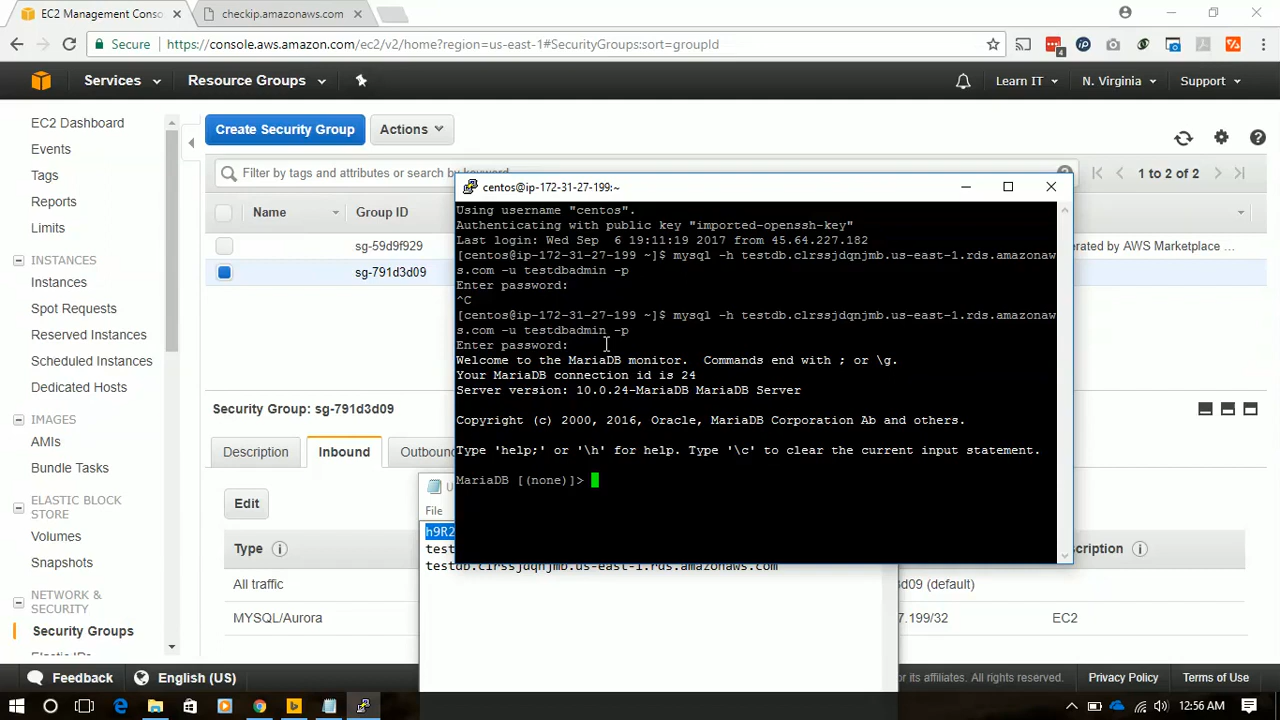 EC2 Management Conso
checkip.amazonaws.com
Secure
https://console.aws.amazon.com/ec2/v2/home?region=us-east-1#SecurityGroups:sort=groupId
Services
Resource Groups
Learn IT
N. Virginia
Support
EC2 Dashboard
Events
Tags
Reports
Limits
INSTANCES
Instances
Spot Requests
Reserved Instances
Scheduled Instances
Dedicated Hosts
IMAGES
AMIs
Bundle Tasks
ELASTIC BLOCK
STORE
Volumes
Snapshots
NETWORK &
SECURITY
Security Groups
Create Security Group
Actions
Filter by tags and attributes or search by keyword
1 to 2 of 2
Name
Group ID
sg-59d9f929
erated by AWS Marketplace ...
sg-791d3d09
centos@ip-172-31-27-199:~
Using username "centos".
Authenticating with public key "imported-openssh-key"
Last login: Wed Sep  6 19:11:19 2017 from 45.64.227.182
[centos@ip-172-31-27-199 ~]$ mysql -h testdb.clrssjdqnjmb.us-east-1.rds.amazonaw
s.com -u testdbadmin -p
Enter password:
^C
[centos@ip-172-31-27-199 ~]$ mysql -h testdb.clrssjdqnjmb.us-east-1.rds.amazonaw
s.com -u testdbadmin -p
Enter password:
Welcome to the MariaDB monitor.  Commands end with ; or \g.
Your MariaDB connection id is 24
Server version: 10.0.24-MariaDB MariaDB Server
Copyright (c) 2000, 2016, Oracle, MariaDB Corporation Ab and others.
Type 'help;' or '\h' for help. Type '\c' to clear the current input statement.
MariaDB [(none)]>
Security Group: sg-791d3d09
Description
Inbound
Outboun
Edit
Type
All traffic
MYSQL/Aurora
File
h9R2
test
testdb.clrssjdqnjmb.us-east-1.rds.amazonaws.com
scription
3d09 (default)
7.199/32
EC2
Feedback
English (US)
or its affiliates. All rights reserved.
Privacy Policy
Terms of Use
12:56 AM